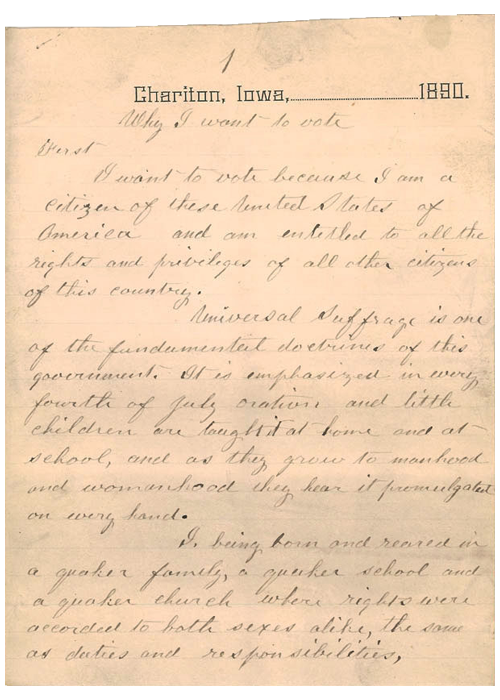 1
Chariton, Iowa,..............................1890.
Why I want to vote
First
I want to vote because I am a
citizen of these United States of
America and am entitled to all the
rights and privileges of all other citizens
of this country.
Universal Suffrage is one
of the fundamental doctrines of this
government. It is emphasized in every
fourth of july oration and little
children are taught it at home and at
school, and as they grow to manhood
and womanhood they hear it promulgated
on every hand.
I being born and reared in
a quaker family, a quaker school and
a quaker church where rights were
accorded to both sexes alike, the same
as duties and responsibilities,